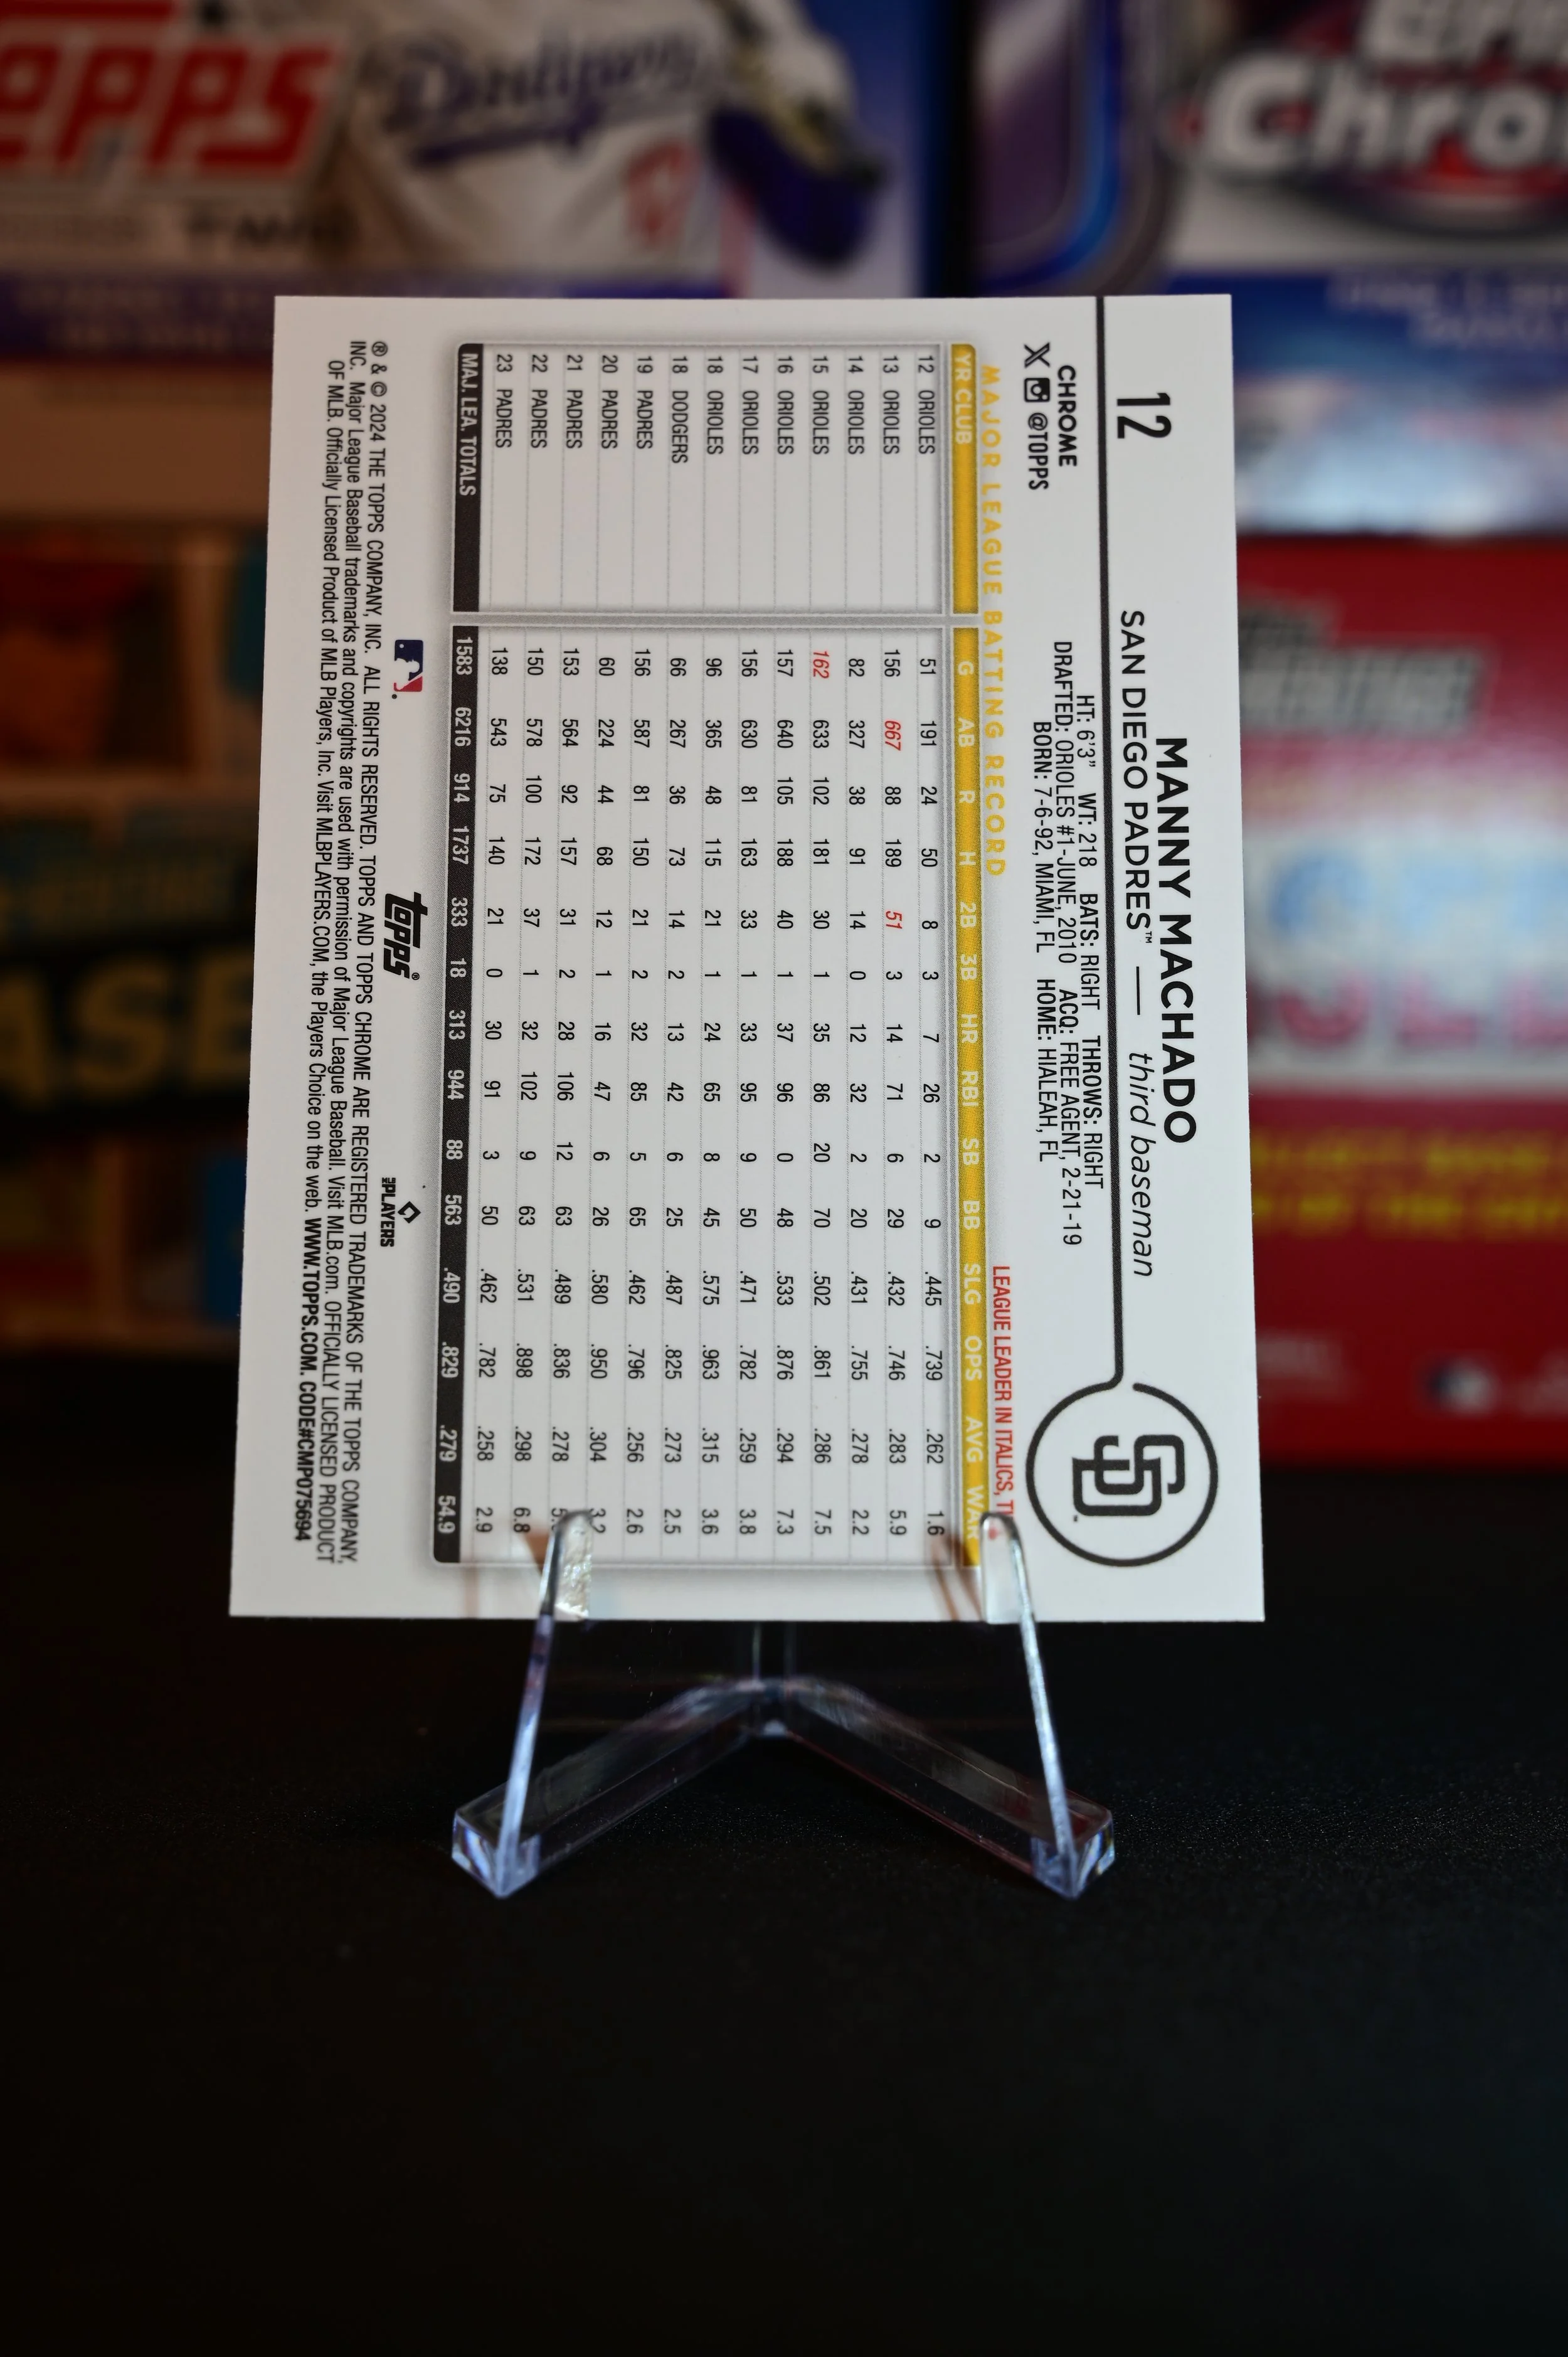 TOPPS
Dodgers
Chro
12
MANNY MACHADO
SAN DIEGO PADRES™ — third baseman
SD
CHROME
X @TOPPS
HT: 6'3" WT: 218 BATS: RIGHT THROWS: RIGHT
DRAFTED: ORIOLES #1-JUNE, 2010 ACQ: FREE AGENT, 2-21-19
BORN: 7-6-92, MIAMI, FL HOME: HIALEAH, FL
MAJOR LEAGUE BATTING RECORD
LEAGUE LEADER IN ITALICS,
YR CLUB G AB R H 2B 3B HR RBI SB BB SLG OPS AVG WAR
12 ORIOLES 51 191 24 50 8 3 7 26 2 9 .445 .739 .262 1.6
13 ORIOLES 156 667 88 189 51 3 14 71 6 29 .432 .746 .283 5.9
14 ORIOLES 82 327 38 91 14 0 12 32 2 20 .431 .755 .278 2.2
15 ORIOLES 162 633 102 181 30 1 35 86 20 70 .502 .861 .286 7.5
16 ORIOLES 157 640 105 188 40 1 37 96 0 48 .533 .876 .294 7.3
17 ORIOLES 156 630 81 163 33 1 33 95 9 50 .471 .782 .259 3.8
18 ORIOLES 96 365 48 115 21 1 24 65 8 45 .575 .963 .315 3.6
18 DODGERS 66 267 36 73 14 2 13 42 6 25 .487 .825 .273 2.5
19 PADRES 156 587 81 150 21 2 32 85 5 65 .462 .796 .256 2.6
20 PADRES 60 224 44 68 12 1 16 47 6 26 .580 .950 .304 3.2
21 PADRES 153 564 92 157 31 2 28 106 12 63 .489 .836 .278
22 PADRES 150 578 100 172 37 1 32 102 9 63 .531 .898 .298 6.8
23 PADRES 138 543 75 140 21 0 30 91 3 50 .462 .782 .258 2.9
MAJ. LEA. TOTALS 1583 6216 914 1737 333 18 313 944 88 563 .490 .829 .279 54.9
topps®
MLB PLAYERS
® & © 2024 THE TOPPS COMPANY, INC. ALL RIGHTS RESERVED. TOPPS AND TOPPS CHROME ARE REGISTERED TRADEMARKS OF THE TOPPS COMPANY,
INC. Major League Baseball trademarks and copyrights are used with permission of Major League Baseball. Visit MLB.com. OFFICIALLY LICENSED PRODUCT
OF MLB. Officially Licensed Product of MLB Players, Inc. Visit MLBPLAYERS.COM, the Players Choice on the web. WWW.TOPPS.COM. CODE#CMP075694